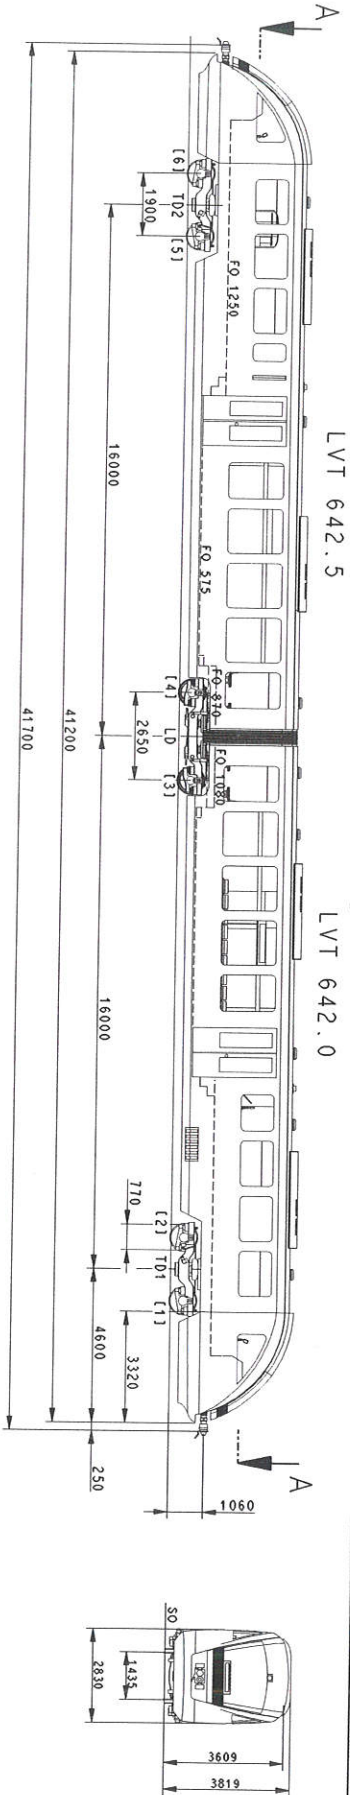 A
A
LVT 642.5
LVT 642.0
FO 1250
FO 575
FO 870
FO 1080
[6]
TD2
[5]
[4]
LD
[3]
[2]
TD1
[1]
1900
2650
770
3320
16000
16000
4600
41200
250
41700
1060
SO
1435
2830
3609
3819